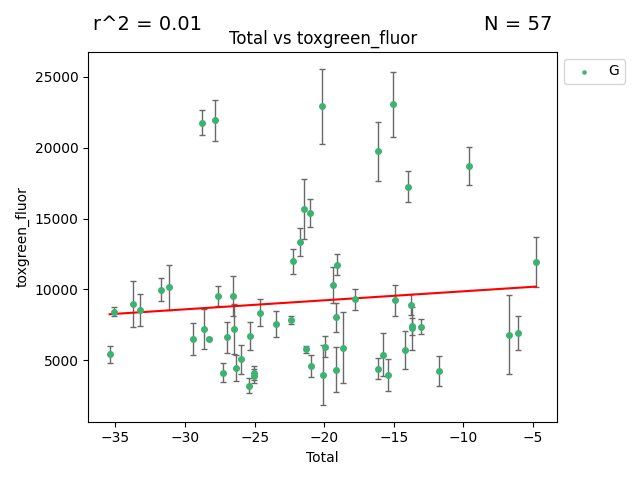 r^2 = 0.01
N = 57
Total vs toxgreen_fluor
G
25000
20000
15000
10000
5000
toxgreen_fluor
−35
−30
−25
−20
−15
−10
−5
Total